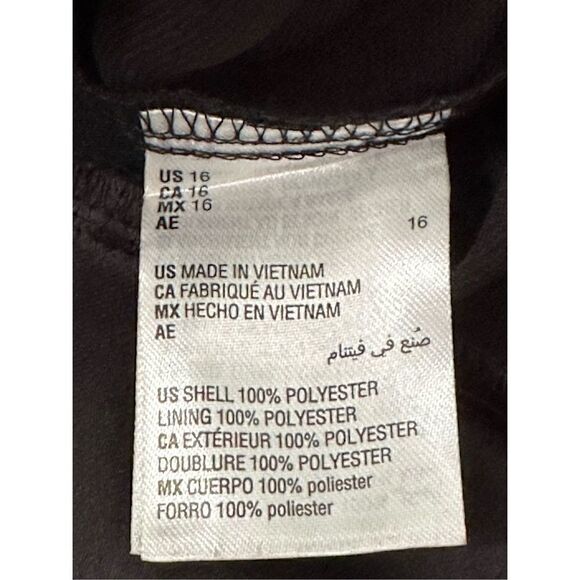 US 16
CA 16
MX 16
AE 16
US MADE IN VIETNAM
CA FABRIQUÉ AU VIETNAM
MX HECHO EN VIETNAM
AE
صُنع في فيتنام
US SHELL 100% POLYESTER
LINING 100% POLYESTER
CA EXTÉRIEUR 100% POLYESTER
DOUBLURE 100% POLYESTER
MX CUERPO 100% poliester
FORRO 100% poliester